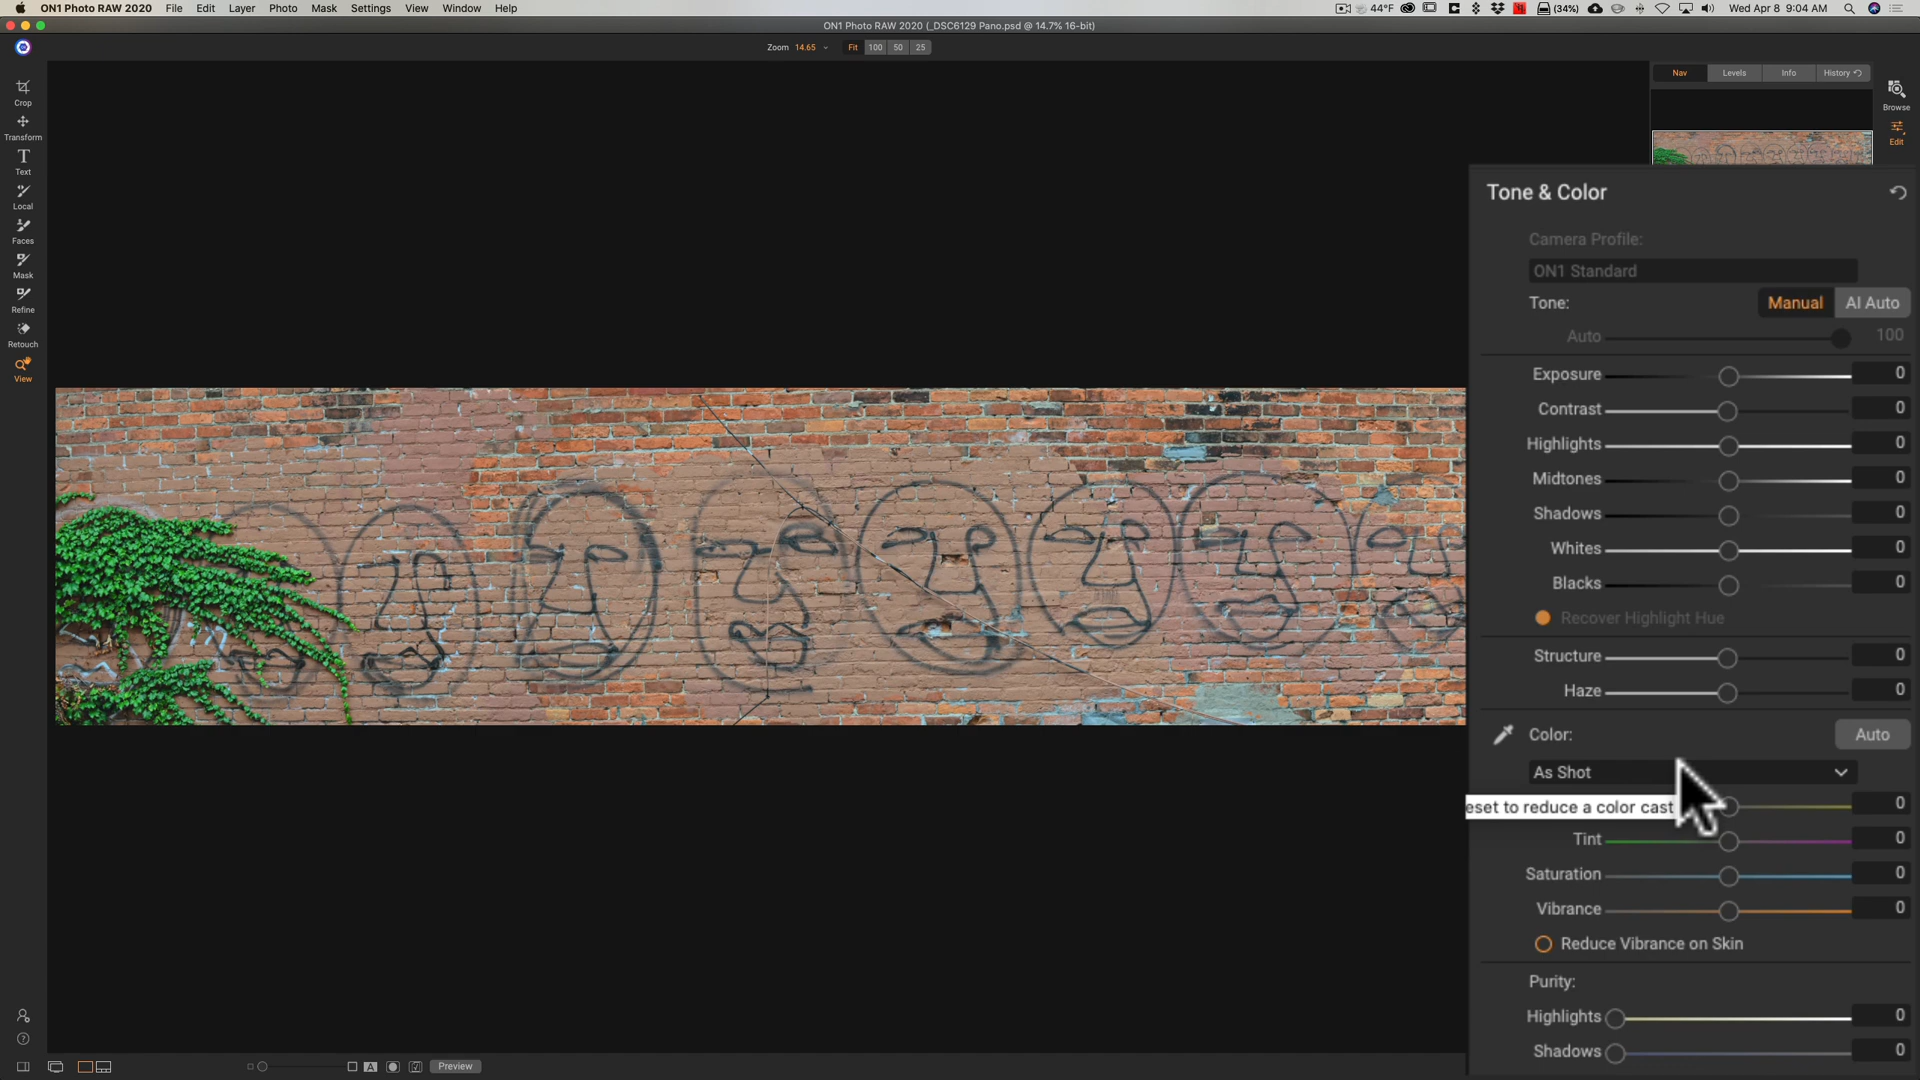 ON1 Photo RAW 2020 File Edit Layer Photo Mask Settings View Window Help 44°F (34%) Wed Apr 8 9:04 AM
ON1 Photo RAW 2020 (_DSC6129 Pano.psd @ 14.7% 16-bit)
Zoom 14.65 Fit 100 50 25
Nav Levels Info History
Crop
Transform
Text
Local
Faces
Mask
Refine
Retouch
View
Browse
Edit
Tone & Color
Camera Profile:
ON1 Standard
Tone: Manual AI Auto
Auto 100
Exposure 0
Contrast 0
Highlights 0
Midtones 0
Shadows 0
Whites 0
Blacks 0
Recover Highlight Hue
Structure 0
Haze 0
Color: Auto
As Shot
eset to reduce a color cast 0
Tint 0
Saturation 0
Vibrance 0
Reduce Vibrance on Skin
Purity:
Highlights 0
Shadows 0
A Preview